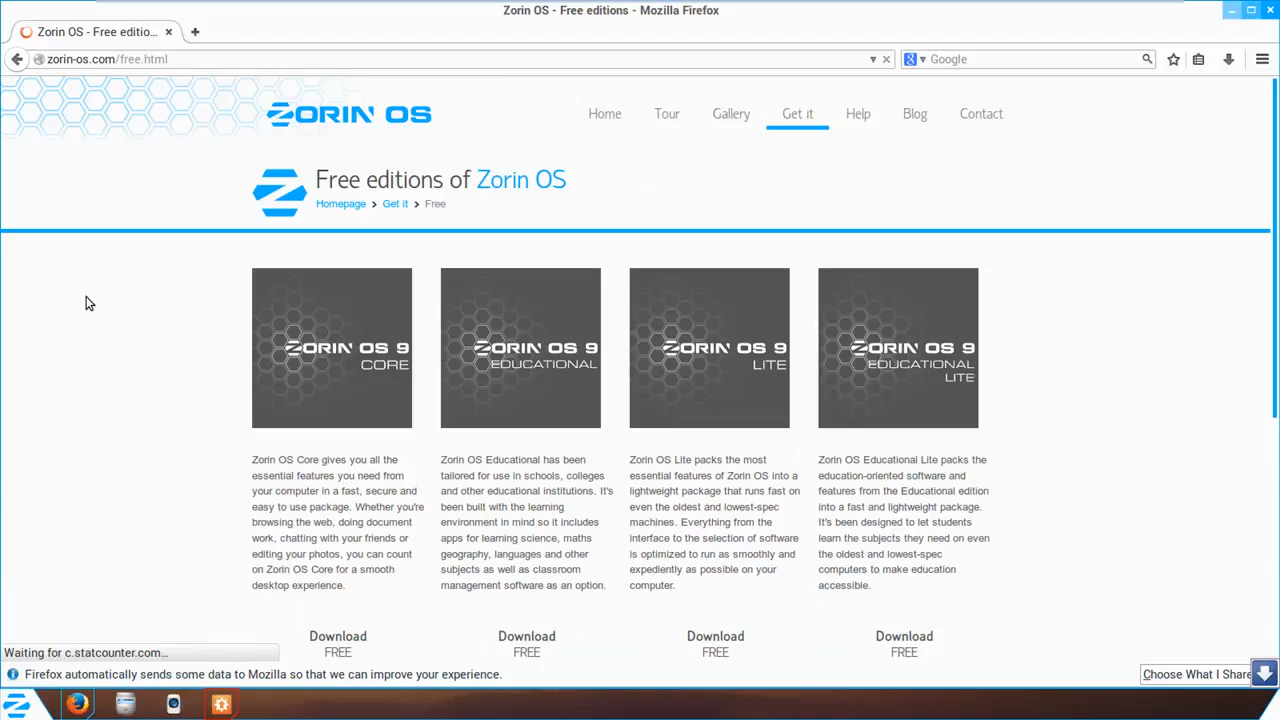 Zorin OS - Free editions - Mozilla Firefox
Zorin OS - Free editio...
zorin-os.com/free.html
Google
ZORIN OS
Home Tour Gallery Get it Help Blog Contact
Free editions of Zorin OS
Homepage > Get it > Free
ZORIN OS 9
CORE
ZORIN OS 9
EDUCATIONAL
ZORIN OS 9
LITE
ZORIN OS 9
EDUCATIONAL
LITE
Zorin OS Core gives you all the
essential features you need from
your computer in a fast, secure and
easy to use package. Whether you're
browsing the web, doing document
work, chatting with your friends or
editing your photos, you can count
on Zorin OS Core for a smooth
desktop experience.
Zorin OS Educational has been
tailored for use in schools, colleges
and other educational institutions. It's
been built with the learning
environment in mind so it includes
apps for learning science, maths
geography, languages and other
subjects as well as classroom
management software as an option.
Zorin OS Lite packs the most
essential features of Zorin OS into a
lightweight package that runs fast on
even the oldest and lowest-spec
machines. Everything from the
interface to the selection of software
is optimized to run as smoothly and
expediently as possible on your
computer.
Zorin OS Educational Lite packs the
education-oriented software and
features from the Educational edition
into a fast and lightweight package.
It's been designed to let students
learn the subjects they need on even
the oldest and lowest-spec
computers to make education
accessible.
Download
FREE
Download
FREE
Download
FREE
Download
FREE
Waiting for c.statcounter.com...
Firefox automatically sends some data to Mozilla so that we can improve your experience.
Choose What I Share